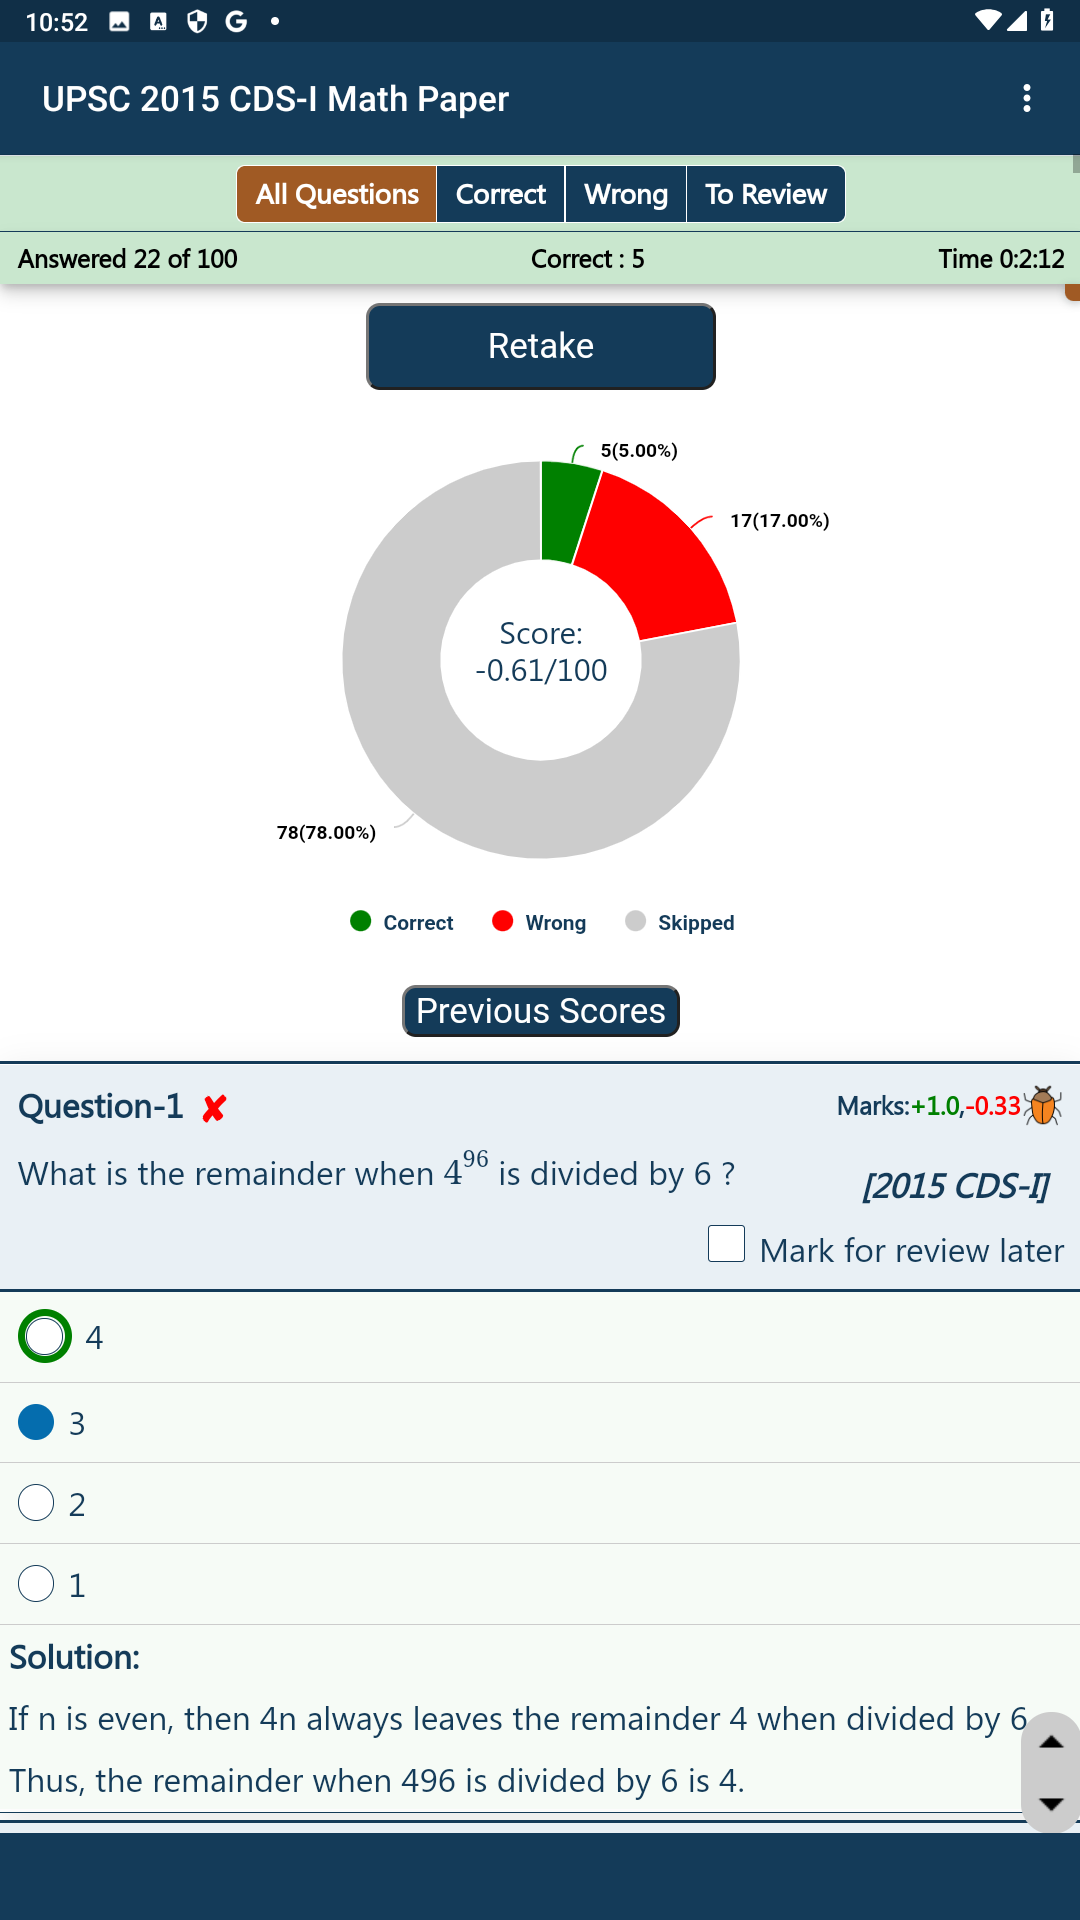 10:52
UPSC 2015 CDS-I Math Paper
All Questions Correct Wrong To Review
Answered 22 of 100 Correct : 5 Time 0:2:12
Retake
5(5.00%)
17(17.00%)
Score:
-0.61/100
78(78.00%)
Correct Wrong Skipped
Previous Scores
Question-1 ✘ Marks:+1.0,-0.33
What is the remainder when 4^96 is divided by 6 ?
[2015 CDS-I]
Mark for review later
4
3
2
1
Solution:
If n is even, then 4n always leaves the remainder 4 when divided by 6
Thus, the remainder when 496 is divided by 6 is 4.